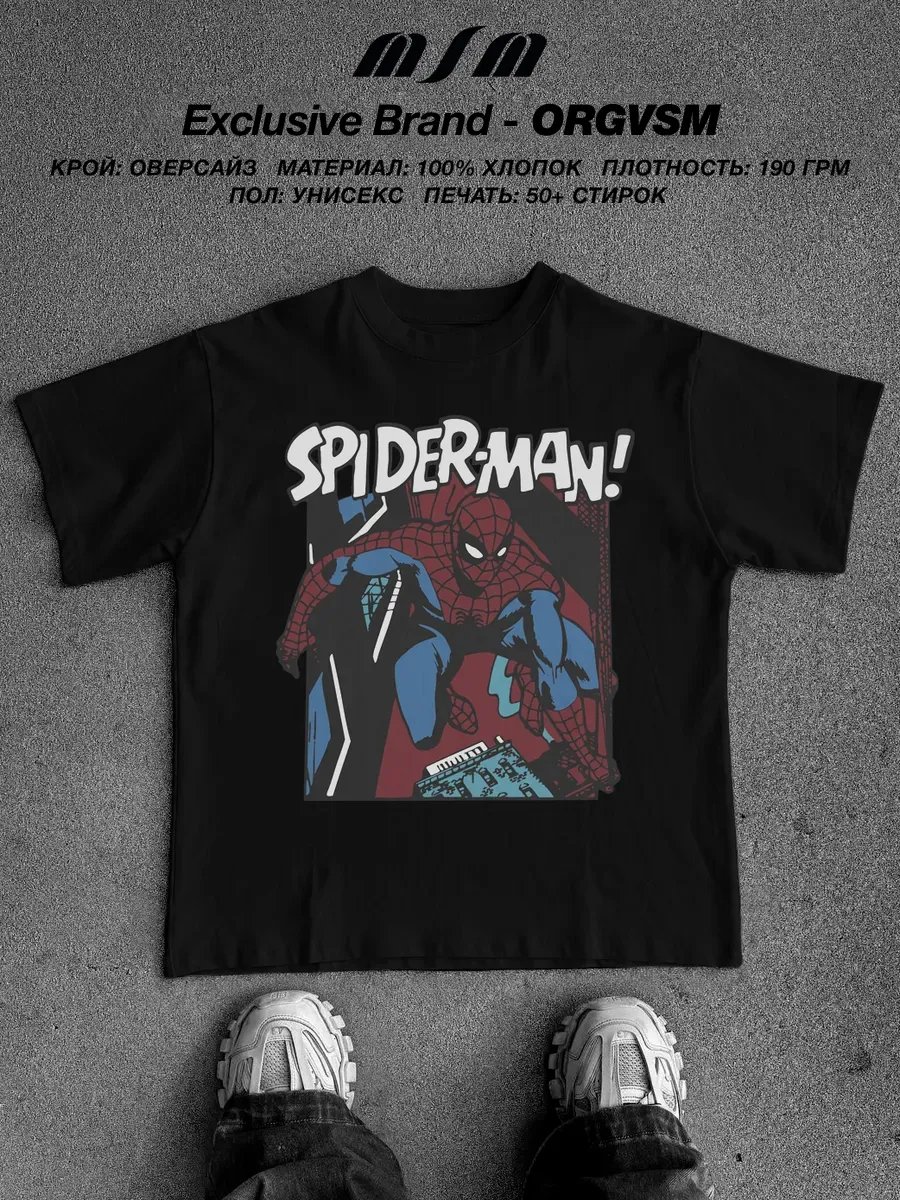 msm
Exclusive Brand - ORGVSM
КРОЙ: ОВЕРСАЙЗ МАТЕРИАЛ: 100% ХЛОПОК ПЛОТНОСТЬ: 190 ГРМ
ПОЛ: УНИСЕКС ПЕЧАТЬ: 50+ СТИРОК
SPIDER-MAN!